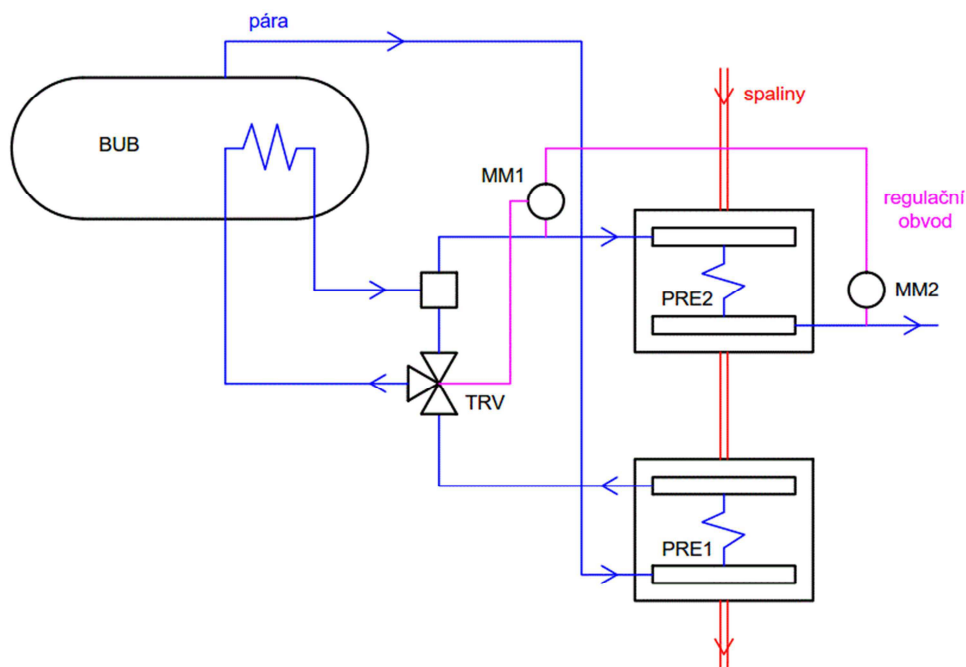 pára
spaliny
BUB
MM1
regulační
obvod
PRE2
MM2
TRV
PRE1